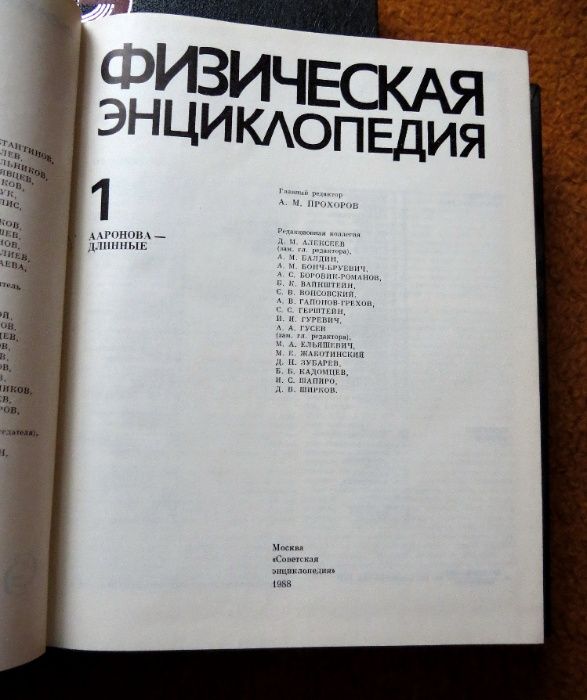 ФИЗИЧЕСКАЯ
ЭНЦИКЛОПЕДИЯ
1
ААРОНОВА —
ДЛИННЫЕ
Главный редактор
А. М. ПРОХОРОВ
Редакционная коллегия
Д. М. АЛЕКСЕЕВ
(зам. гл. редактора),
А. М. БАЛДИН,
А. М. БОНЧ-БРУЕВИЧ,
А. С. БОРОВИК-РОМАНОВ,
Б. К. ВАЙНШТЕЙН,
С. В. ВОНСОВСКИЙ,
А. В. ГАПОНОВ-ГРЕХОВ,
С. С. ГЕРШТЕЙН,
И. И. ГУРЕВИЧ,
А. А. ГУСЕВ
(зам. гл. редактора),
М. А. ЕЛЬЯШЕВИЧ,
М. Е. ЖАБОТИНСКИЙ
Д. Н. ЗУБАРЕВ,
Б. Б. КАДОМЦЕВ,
И. С. ШАПИРО,
Д. В. ШИРКОВ.
Москва
«Советская
энциклопедия»
1988